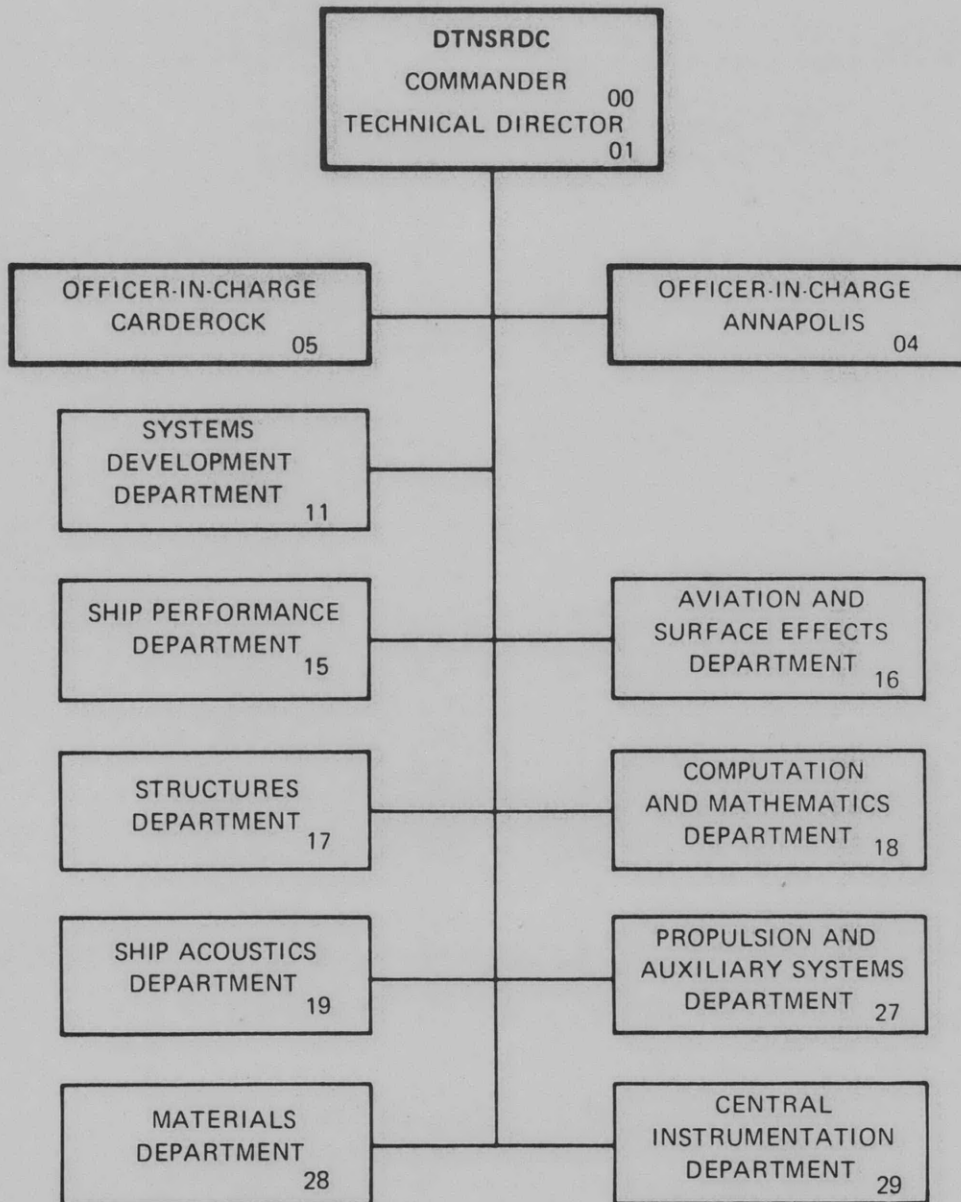 DTNSRDC
COMMANDER
00
TECHNICAL DIRECTOR
01
OFFICER-IN-CHARGE
CARDEROCK
05
OFFICER-IN-CHARGE
ANNAPOLIS
04
SYSTEMS
DEVELOPMENT
DEPARTMENT
11
SHIP PERFORMANCE
DEPARTMENT
15
AVIATION AND
SURFACE EFFECTS
DEPARTMENT
16
STRUCTURES
DEPARTMENT
17
COMPUTATION
AND MATHEMATICS
DEPARTMENT
18
SHIP ACOUSTICS
DEPARTMENT
19
PROPULSION AND
AUXILIARY SYSTEMS
DEPARTMENT
27
MATERIALS
DEPARTMENT
28
CENTRAL
INSTRUMENTATION
DEPARTMENT
29